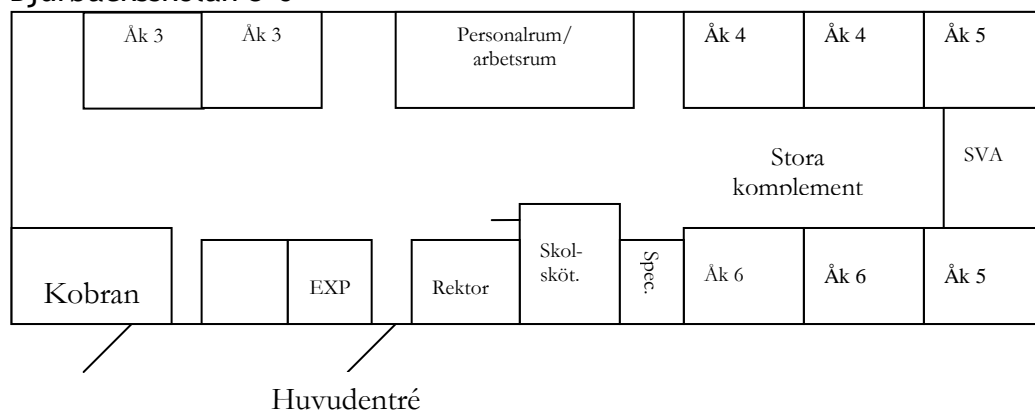 Åk 3
Åk 3
Personalrum/
arbetsrum
Åk 4
Åk 4
Åk 5
Stora
komplement
SVA
Kobran
EXP
Rektor
Skol-
sköt.
Spec.
Åk 6
Åk 6
Åk 5
Huvudentré